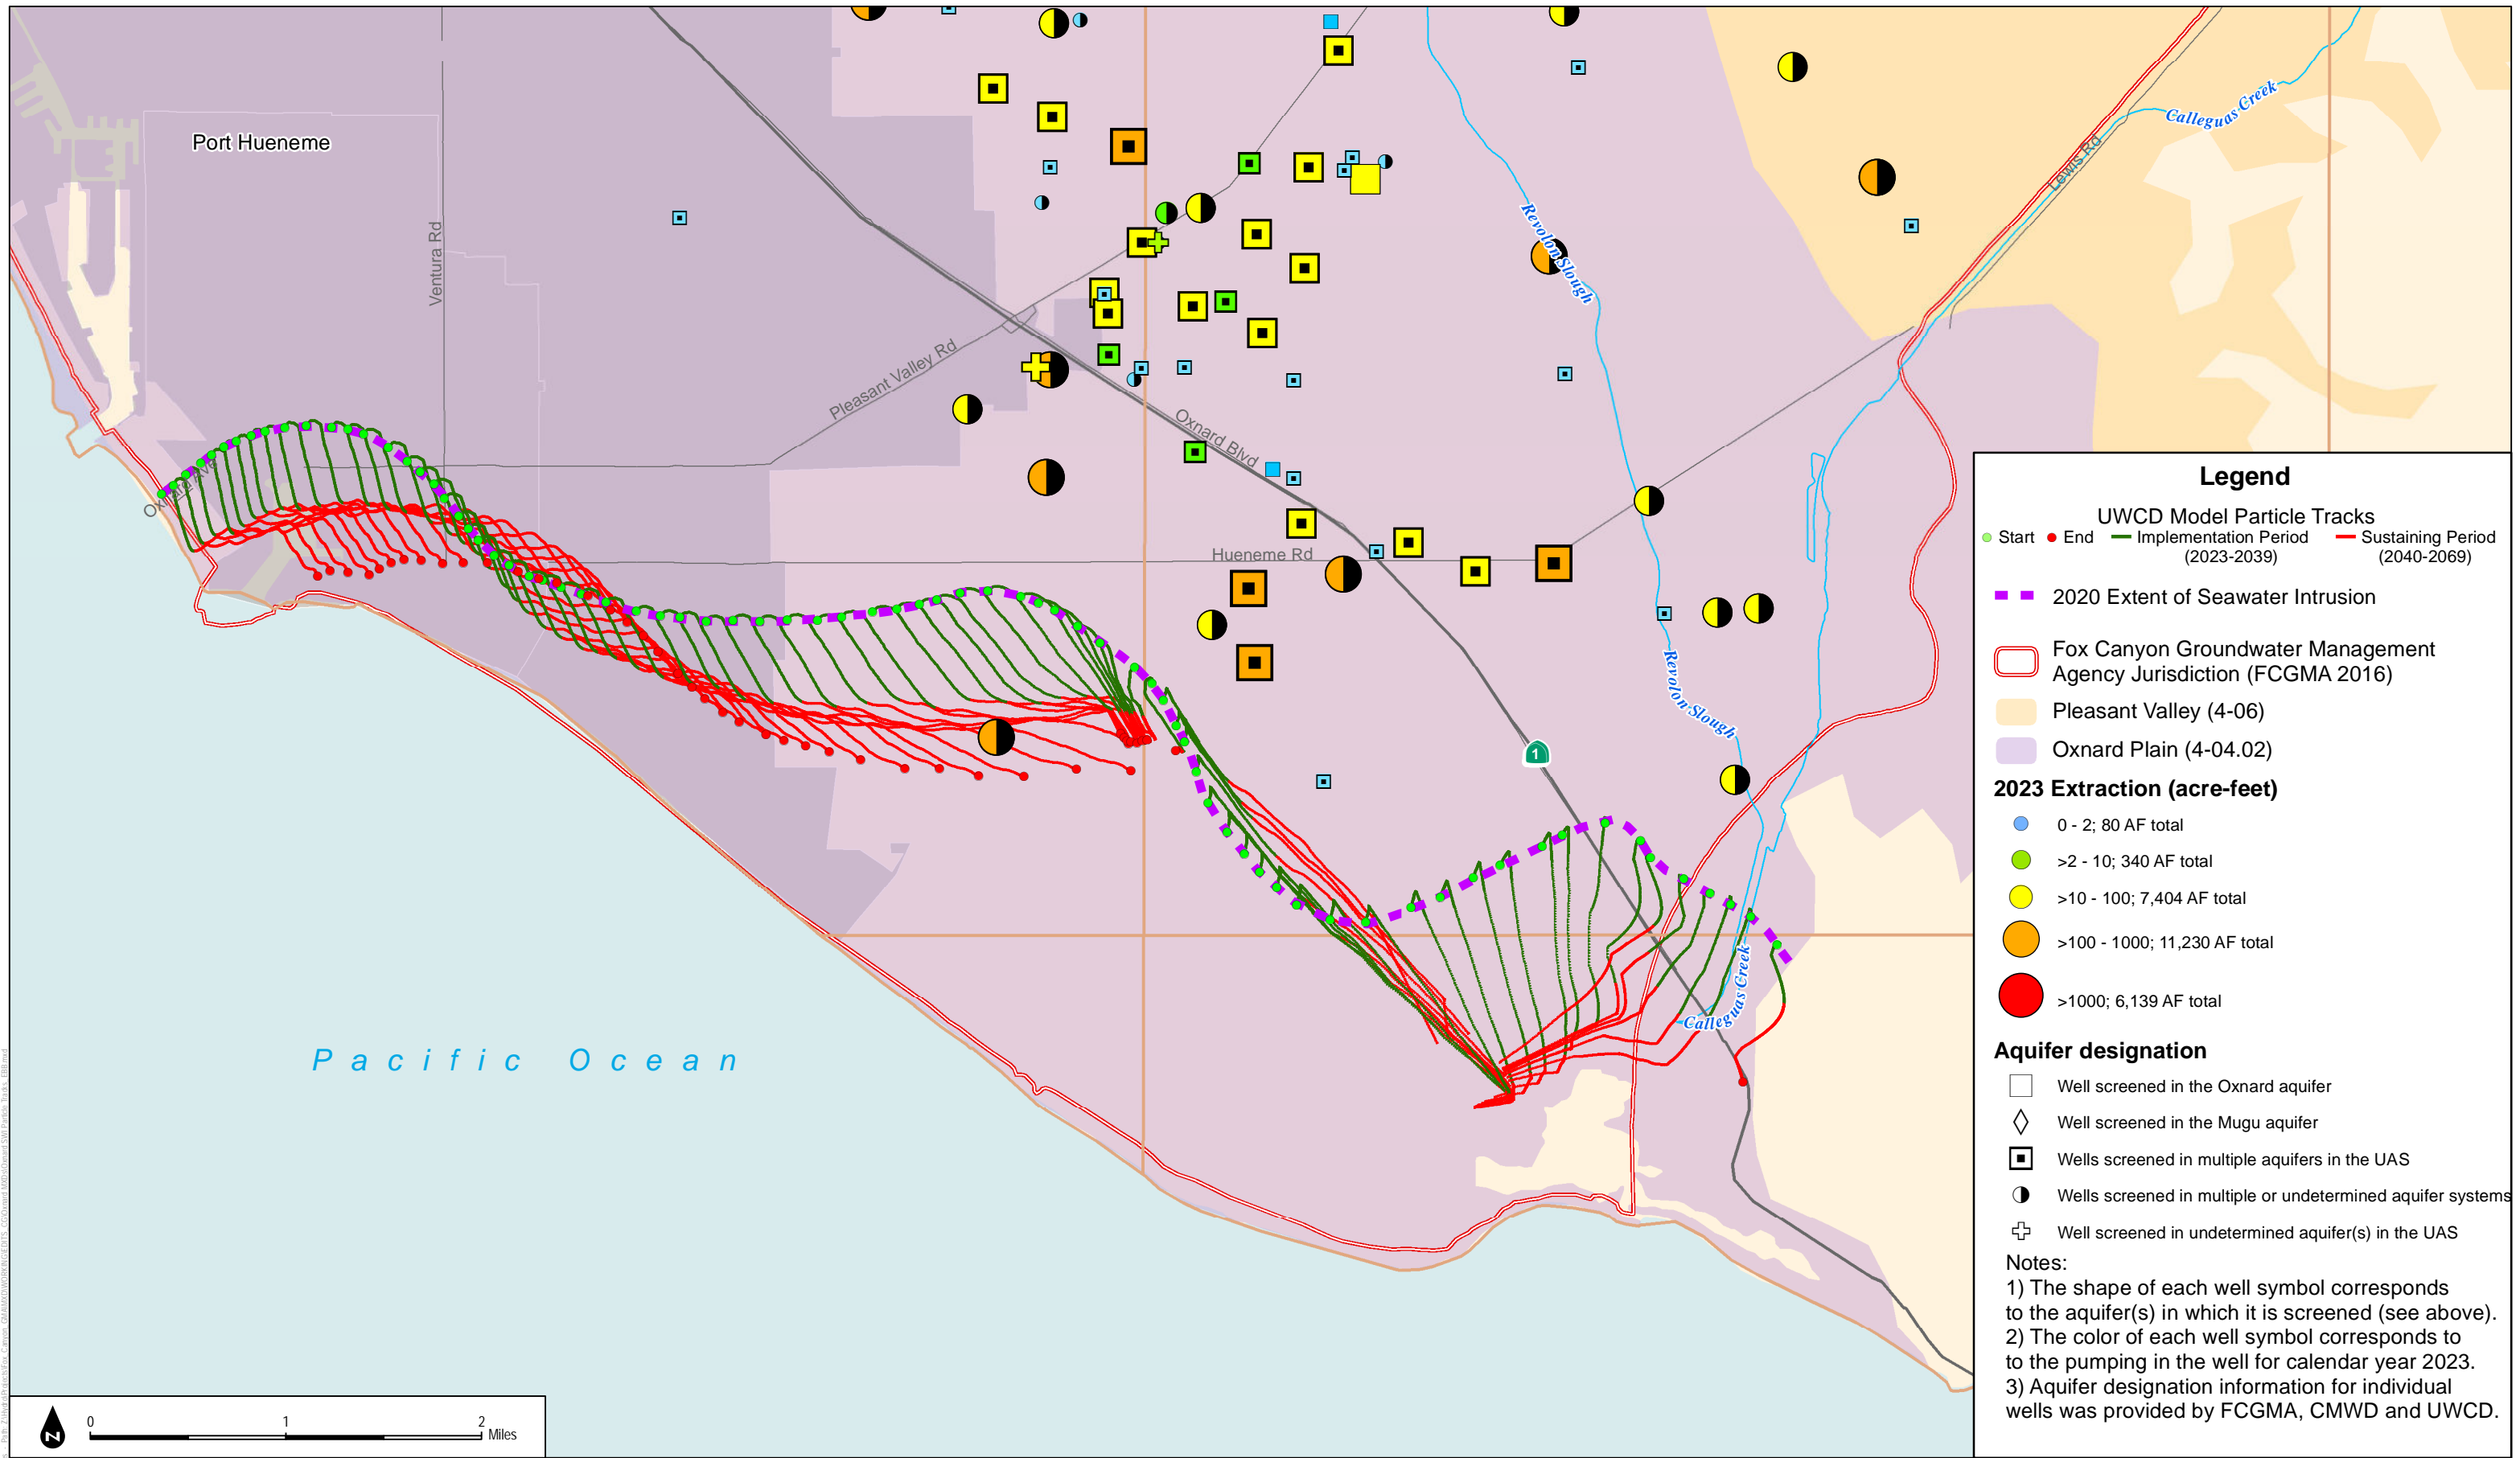 Port Hueneme
Ventura Rd
Pleasant Valley Rd
Oxnard Blvd
Oxnard Ave
Hueneme Rd
Revolon Slough
Revolon Slough
Calleguas Creek
Calleguas Creek
Lewis Rd
1
Pacific Ocean
N
0 1 2
Miles
Legend
UWCD Model Particle Tracks
Start End Implementation Period Sustaining Period
(2023-2039) (2040-2069)
2020 Extent of Seawater Intrusion
Fox Canyon Groundwater Management
Agency Jurisdiction (FCGMA 2016)
Pleasant Valley (4-06)
Oxnard Plain (4-04.02)
2023 Extraction (acre-feet)
0 - 2; 80 AF total
>2 - 10; 340 AF total
>10 - 100; 7,404 AF total
>100 - 1000; 11,230 AF total
>1000; 6,139 AF total
Aquifer designation
Well screened in the Oxnard aquifer
Well screened in the Mugu aquifer
Wells screened in multiple aquifers in the UAS
Wells screened in multiple or undetermined aquifer systems
Well screened in undetermined aquifer(s) in the UAS
Notes:
1) The shape of each well symbol corresponds
to the aquifer(s) in which it is screened (see above).
2) The color of each well symbol corresponds to
to the pumping in the well for calendar year 2023.
3) Aquifer designation information for individual
wells was provided by FCGMA, CMWD and UWCD.